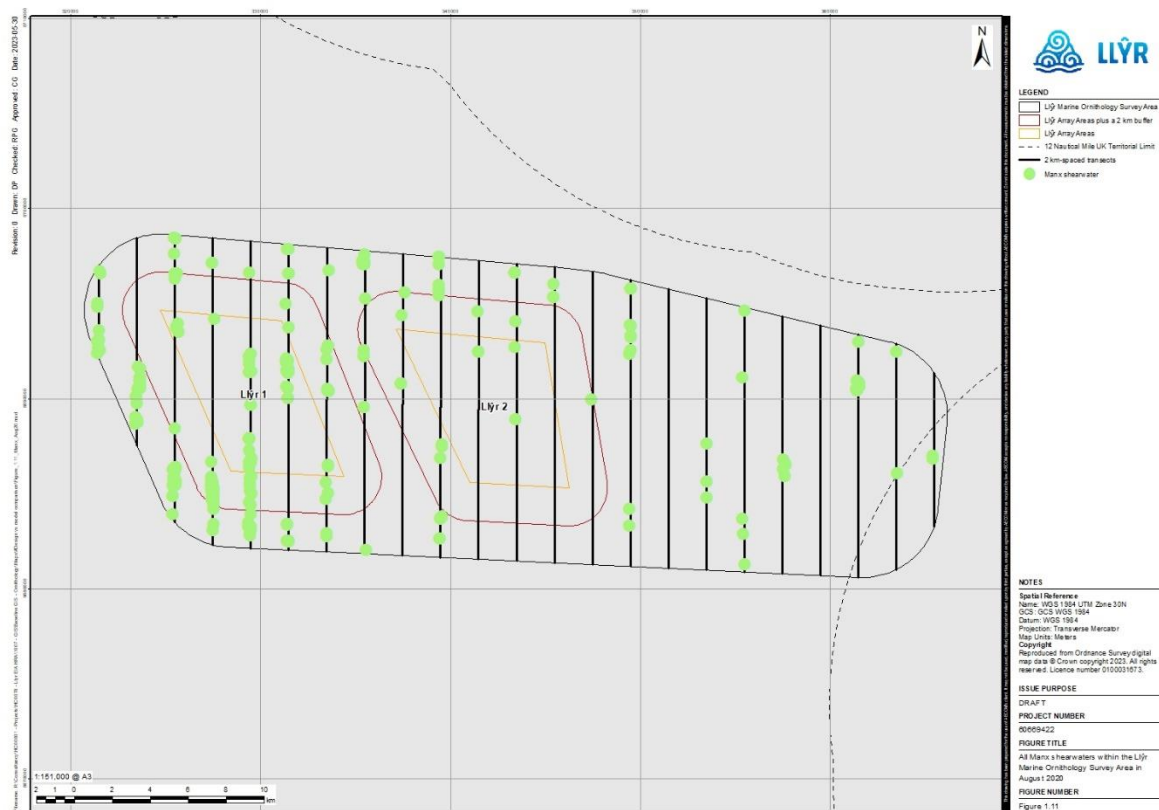 Revision: 0 Drawn: DP Checked: RPG Approved: CG Date: 2023-05-30
N
Llŷr 1
Llŷr 2
1:151,000 @ A3
2 1 0 2 4 6 8 10
km
LLŶR
LEGEND
Llŷr Marine Ornithology Survey Area
Llŷr Array Areas plus a 2 km buffer
Llŷr Array Areas
12 Nautical Mile UK Territorial Limit
2 km-spaced transects
Manx shearwater
NOTES
Spatial Reference
Name: WGS 1984 UTM Zone 30N
GCS: GCS WGS 1984
Datum: WGS 1984
Projection: Transverse Mercator
Map Units: Meters
Copyright
Reproduced from Ordnance Survey digital
map data © Crown copyright 2023. All rights
reserved. Licence number 0100031673.
ISSUE PURPOSE
DRAFT
PROJECT NUMBER
60669422
FIGURE TITLE
All Manx shearwaters within the Llŷr
Marine Ornithology Survey Area in
August 2020
FIGURE NUMBER
Figure 1.11